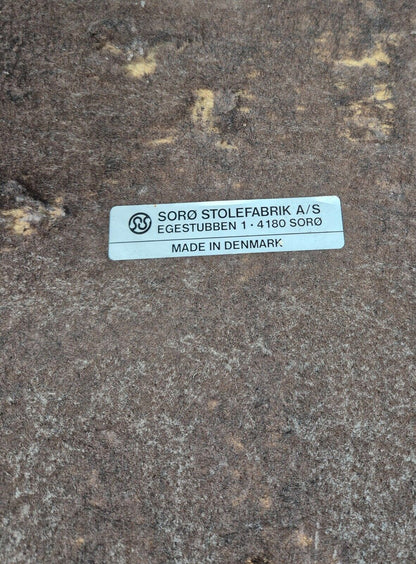 SORØ STOLEFABRIK A/S
EGESTUBBEN 1 · 4180 SORØ
MADE IN DENMARK